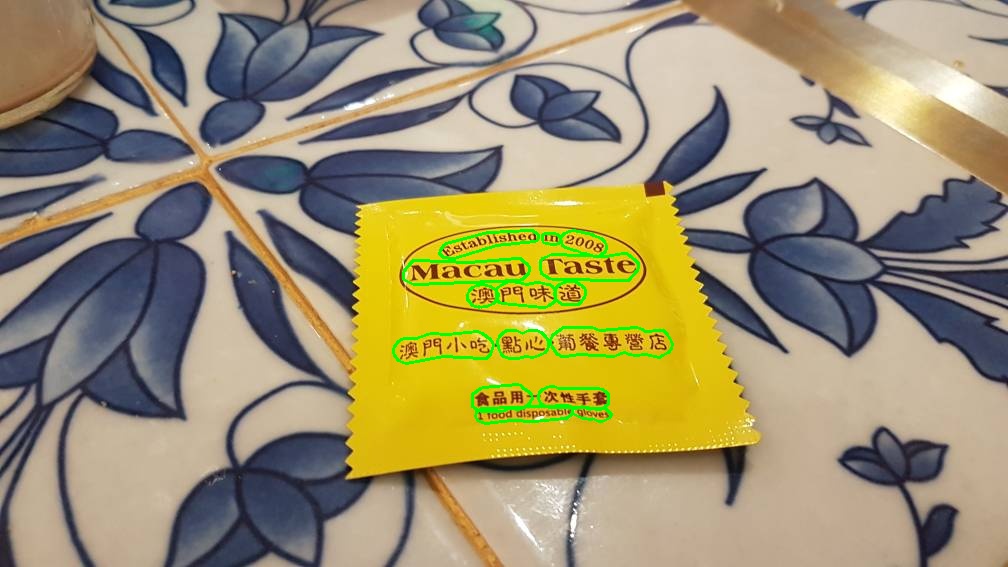 Established in 2008
Macau Taste
澳門味道
澳門小吃·點心·葡餐專營店
食品用一次性手套
1 food disposable gloves